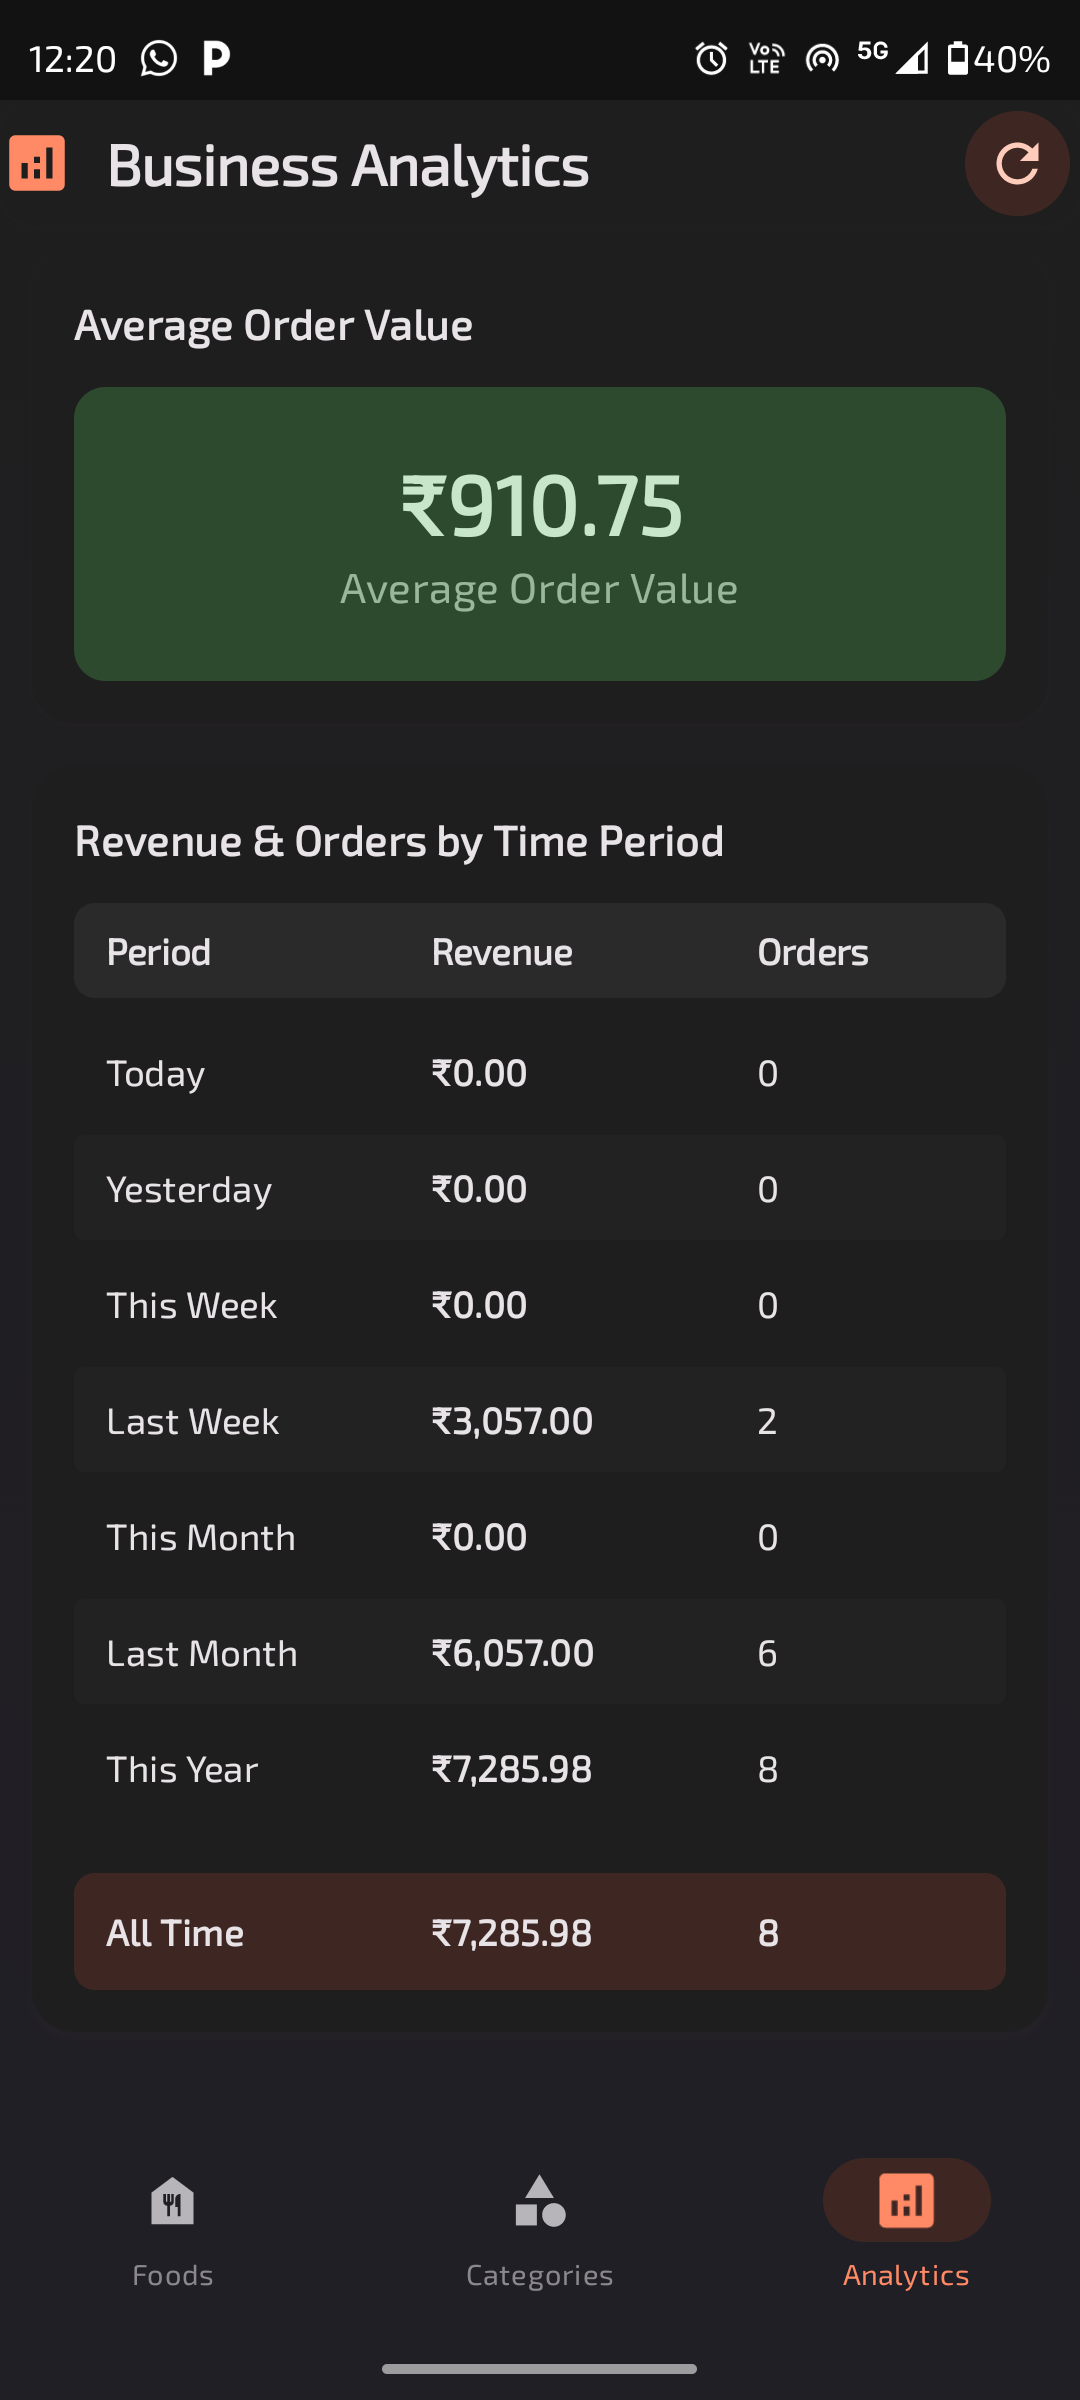 12:20 Vo LTE 5G 40%
Business Analytics
Average Order Value
₹910.75
Average Order Value
Revenue & Orders by Time Period
Period Revenue Orders
Today ₹0.00 0
Yesterday ₹0.00 0
This Week ₹0.00 0
Last Week ₹3,057.00 2
This Month ₹0.00 0
Last Month ₹6,057.00 6
This Year ₹7,285.98 8
All Time ₹7,285.98 8
Foods Categories Analytics